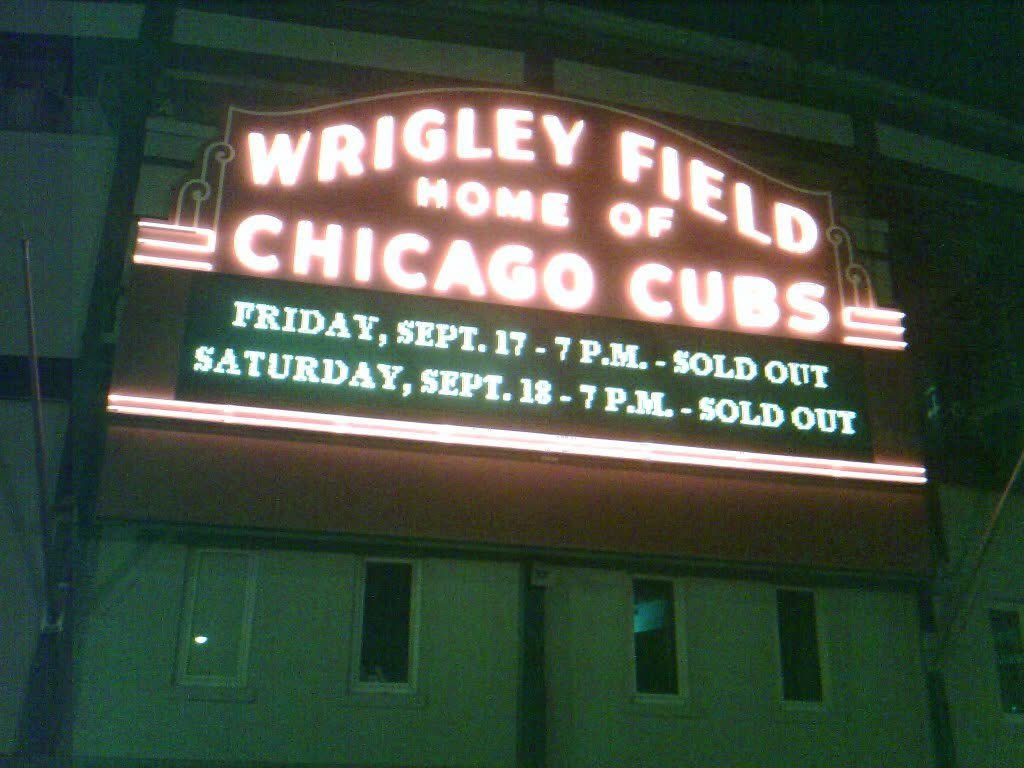 WRIGLEY FIELD
HOME OF
CHICAGO CUBS
FRIDAY, SEPT. 17 - 7 P.M. - SOLD OUT
SATURDAY, SEPT. 18 - 7 P.M. - SOLD OUT